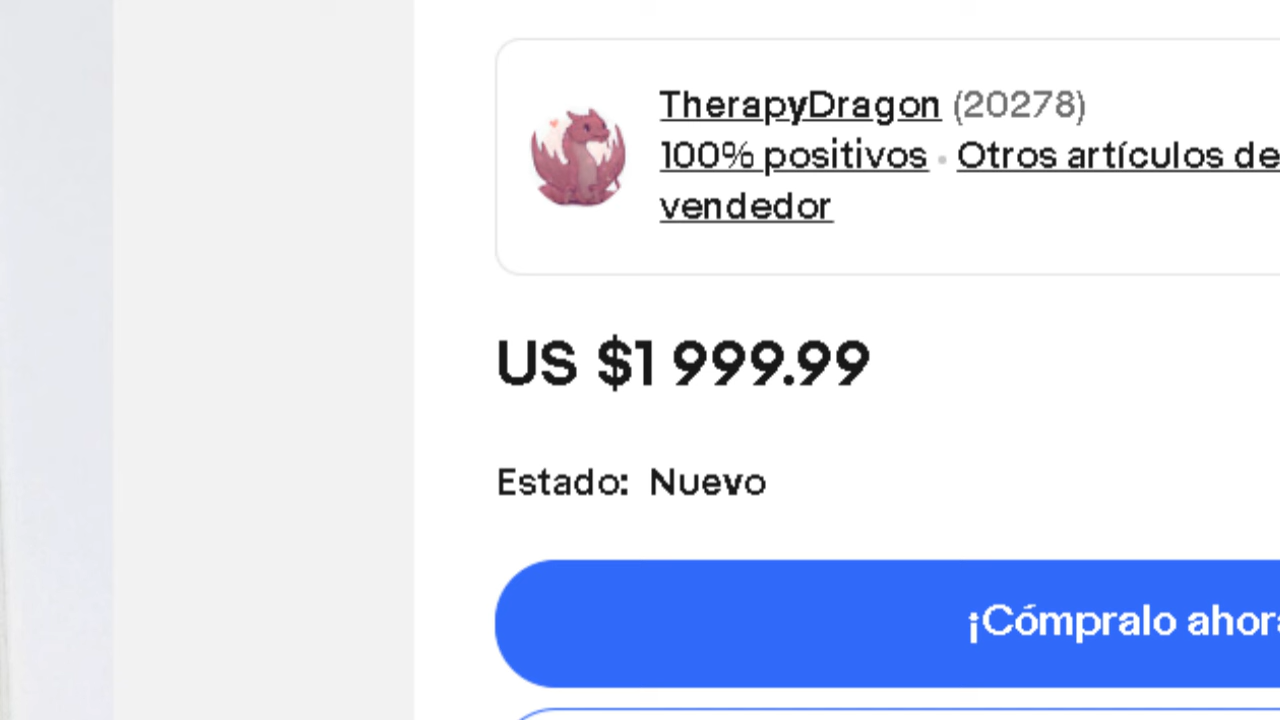 TherapyDragon (20278)
100% positivos • Otros artículos de
vendedor
US $1 999.99
Estado: Nuevo
¡Cómpralo ahora